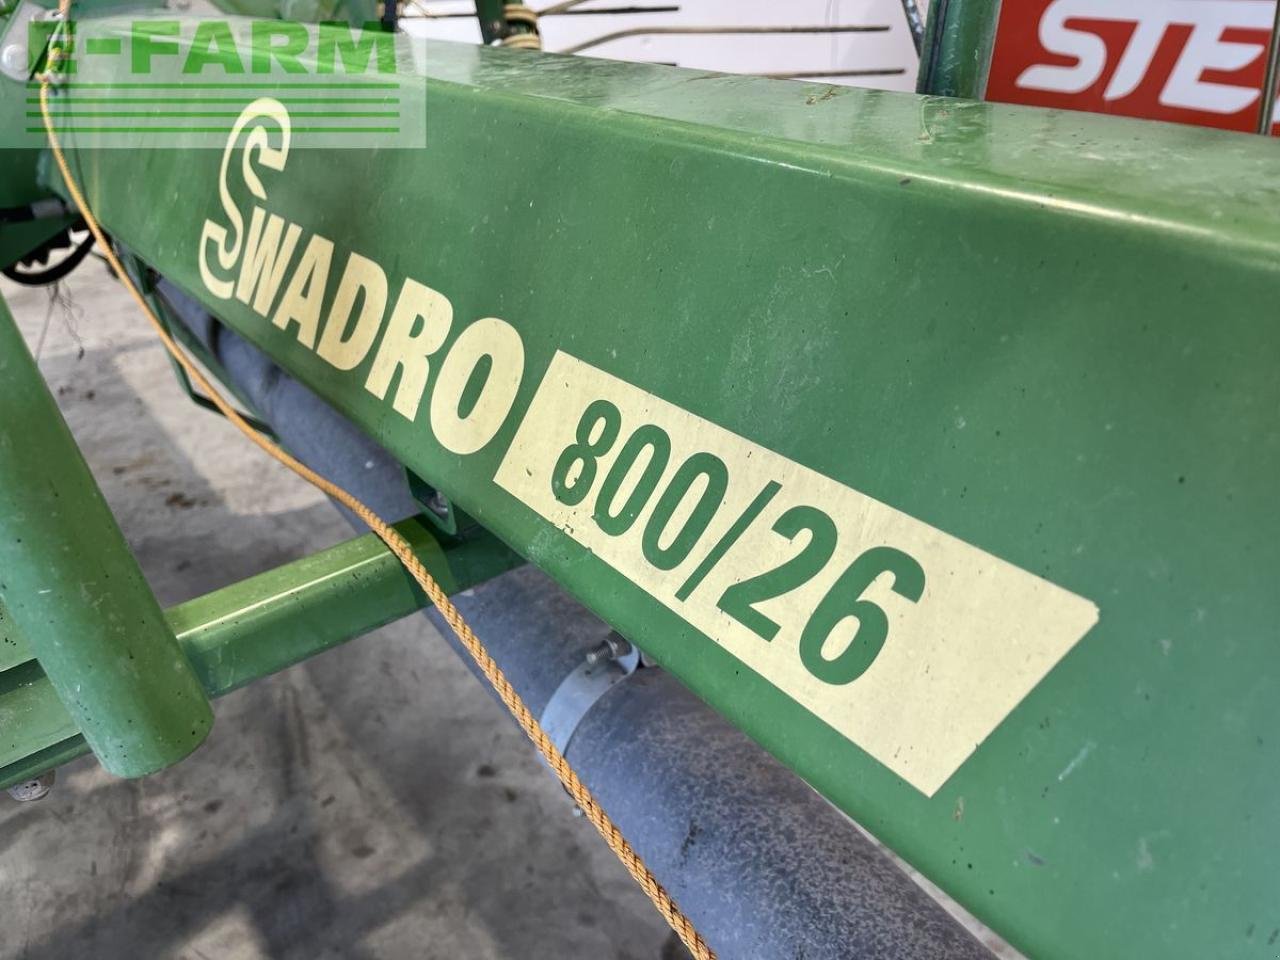 E-FARM
STE
SWADRO
800/26